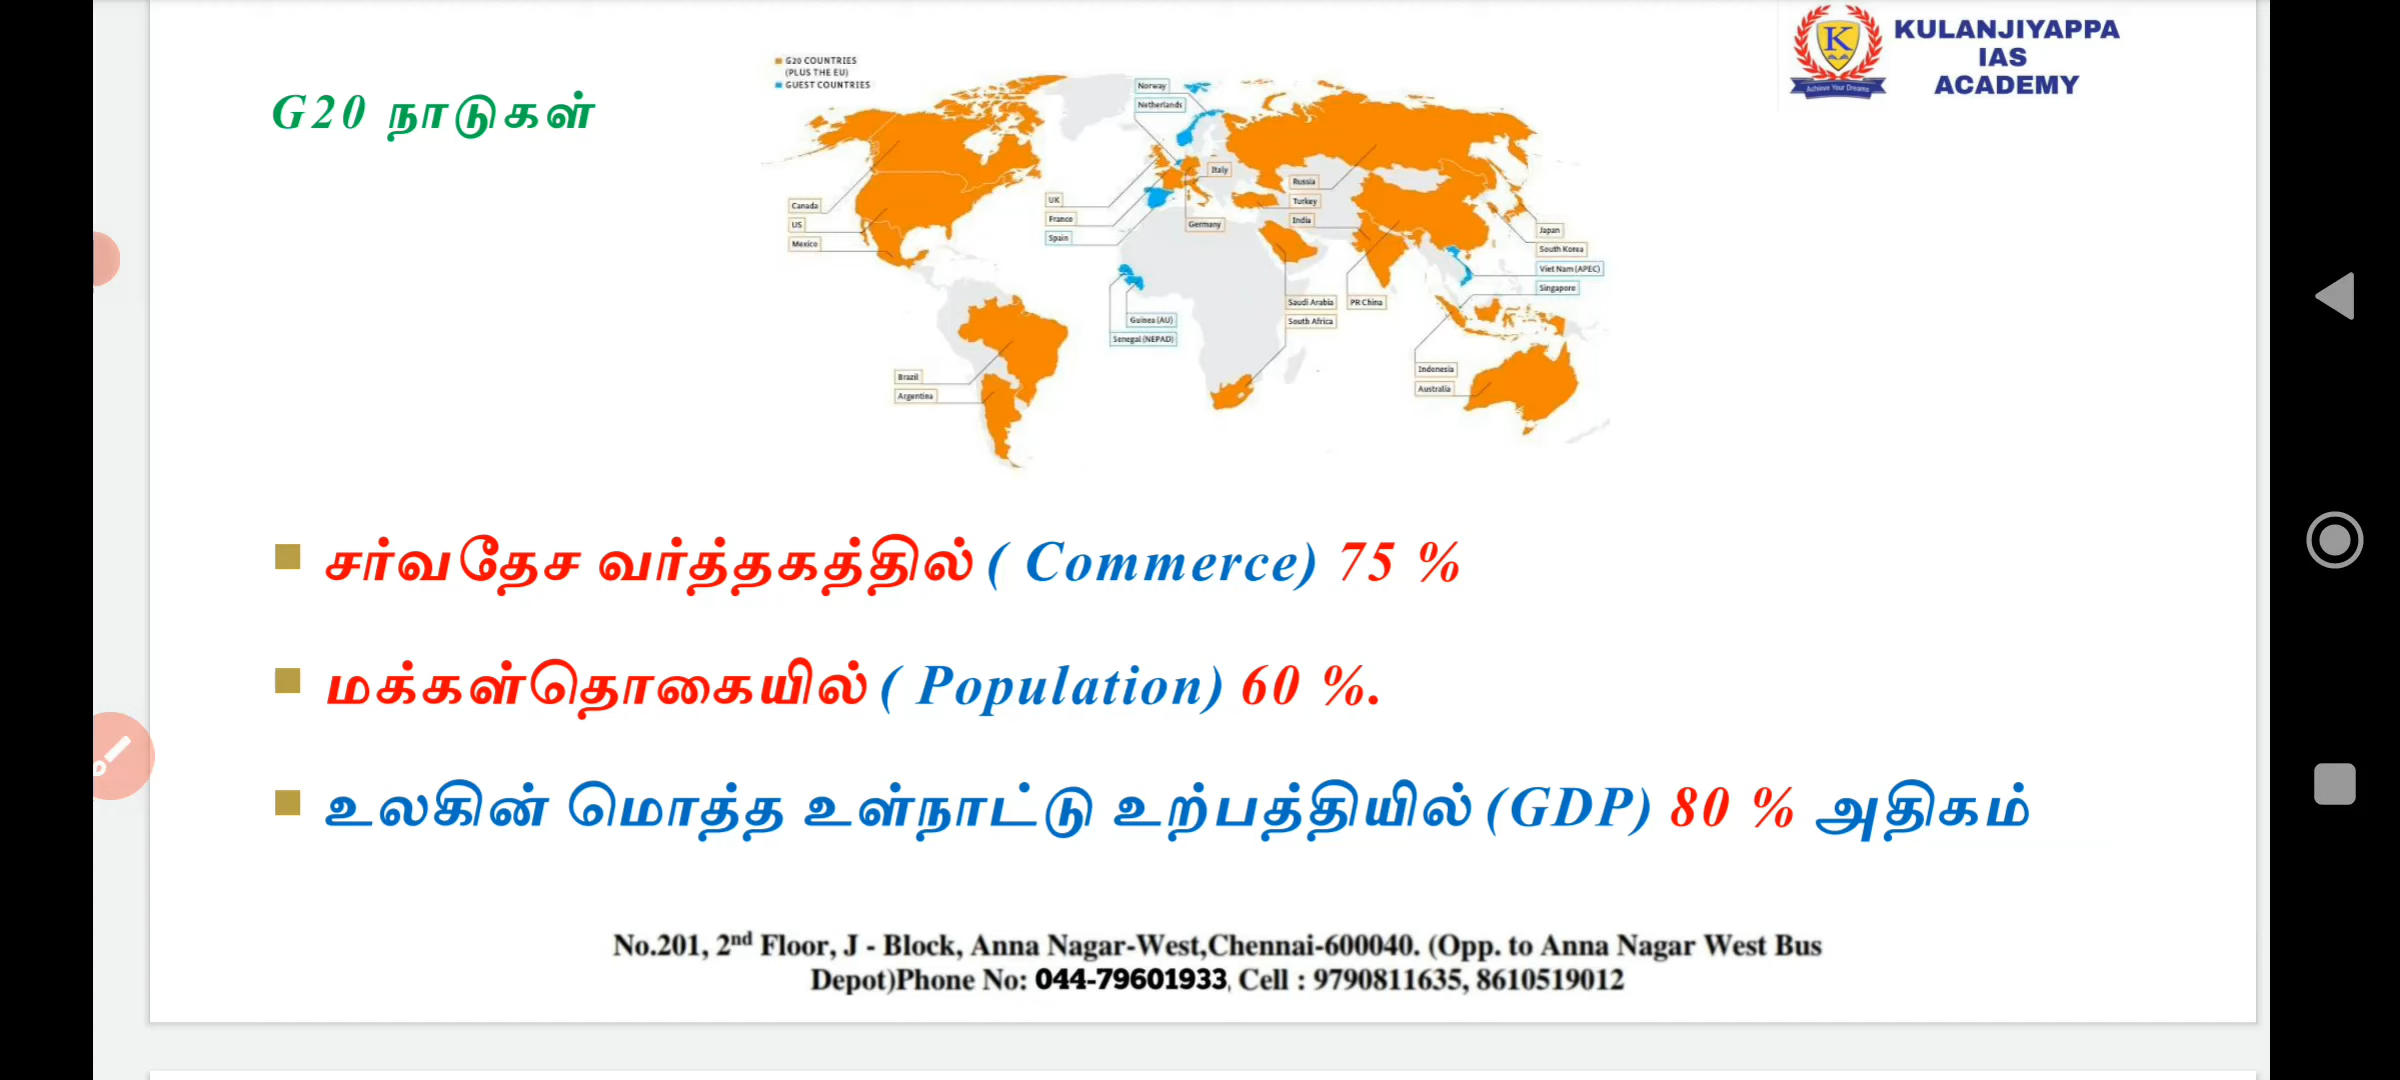 KULANJIYAPPA
IAS
ACADEMY
K
Achieve Your Dreams
G20 நாடுகள்
G20 COUNTRIES
(PLUS THE EU)
GUEST COUNTRIES
Norway
Netherlands
Italy
Canada
US
Mexico
UK
France
Spain
Germany
Russia
Turkey
India
Japan
South Korea
Viet Nam (APEC)
Singapore
Saudi Arabia
PR China
South Africa
Guinea (AU)
Senegal (NEPAD)
Brazil
Argentina
Indonesia
Australia
சர்வதேச வர்த்தகத்தில் ( Commerce) 75 %
மக்கள்தொகையில் ( Population) 60 %.
உலகின் மொத்த உள்நாட்டு உற்பத்தியில் (GDP) 80 % அதிகம்
No.201, 2nd Floor, J - Block, Anna Nagar-West,Chennai-600040. (Opp. to Anna Nagar West Bus
Depot)Phone No: 044-79601933, Cell : 9790811635, 8610519012